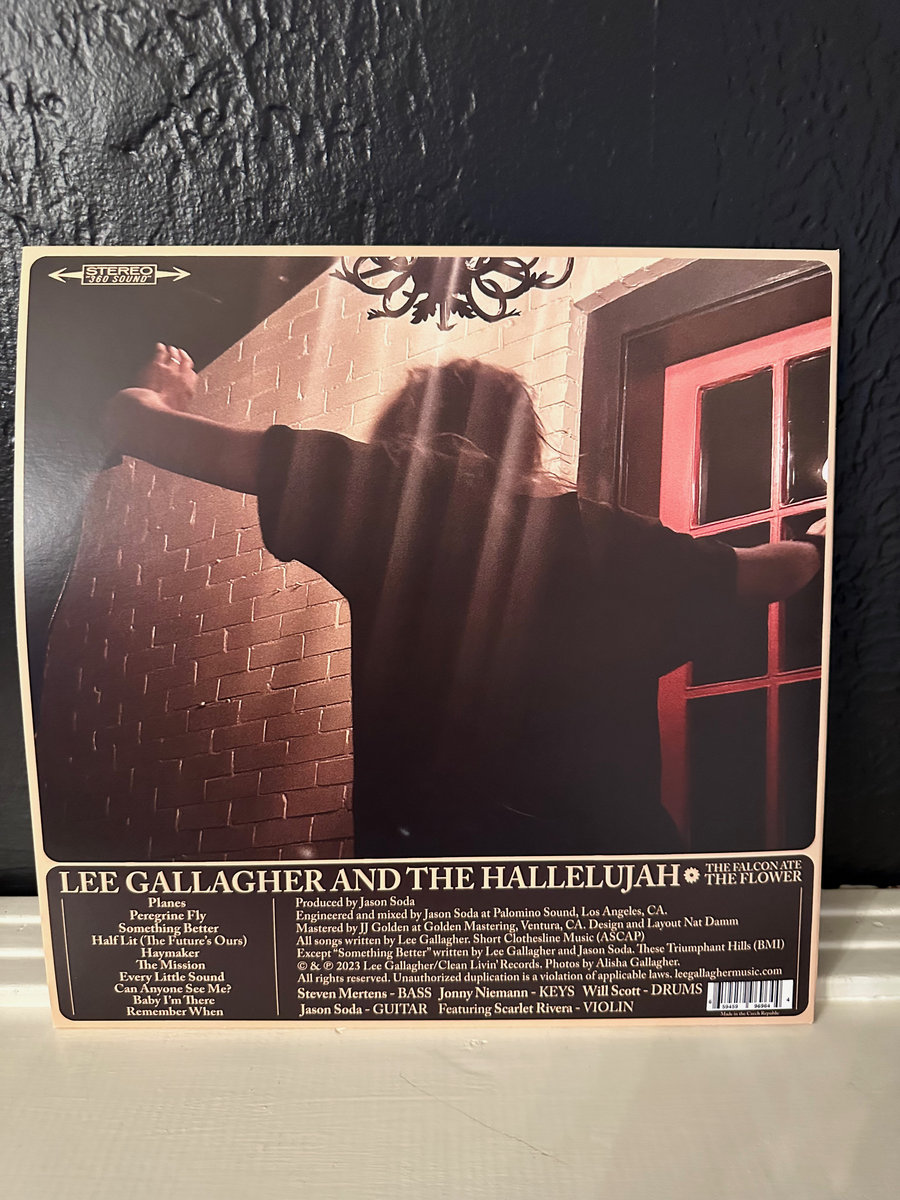 STEREO
"360 SOUND"
LEE GALLAGHER AND THE HALLELUJAH
THE FALCON ATE
THE FLOWER
Planes
Peregrine Fly
Something Better
Half Lit (The Future's Ours)
Haymaker
The Mission
Every Little Sound
Can Anyone See Me?
Baby I'm There
Remember When
Produced by Jason Soda
Engineered and mixed by Jason Soda at Palomino Sound, Los Angeles, CA.
Mastered by JJ Golden at Golden Mastering, Ventura, CA. Design and Layout Nat Damm
All songs written by Lee Gallagher. Short Clothesline Music (ASCAP)
Except "Something Better" written by Lee Gallagher and Jason Soda. These Triumphant Hills (BMI)
© & ℗ 2023 Lee Gallagher/Clean Livin' Records. Photos by Alisha Gallagher.
All rights reserved. Unauthorized duplication is a violation of applicable laws. leegallaghermusic.com
Steven Mertens - BASS Jonny Niemann - KEYS Will Scott - DRUMS
Jason Soda - GUITAR Featuring Scarlet Rivera - VIOLIN
6 59459 96964 4
Made in the Czech Republic